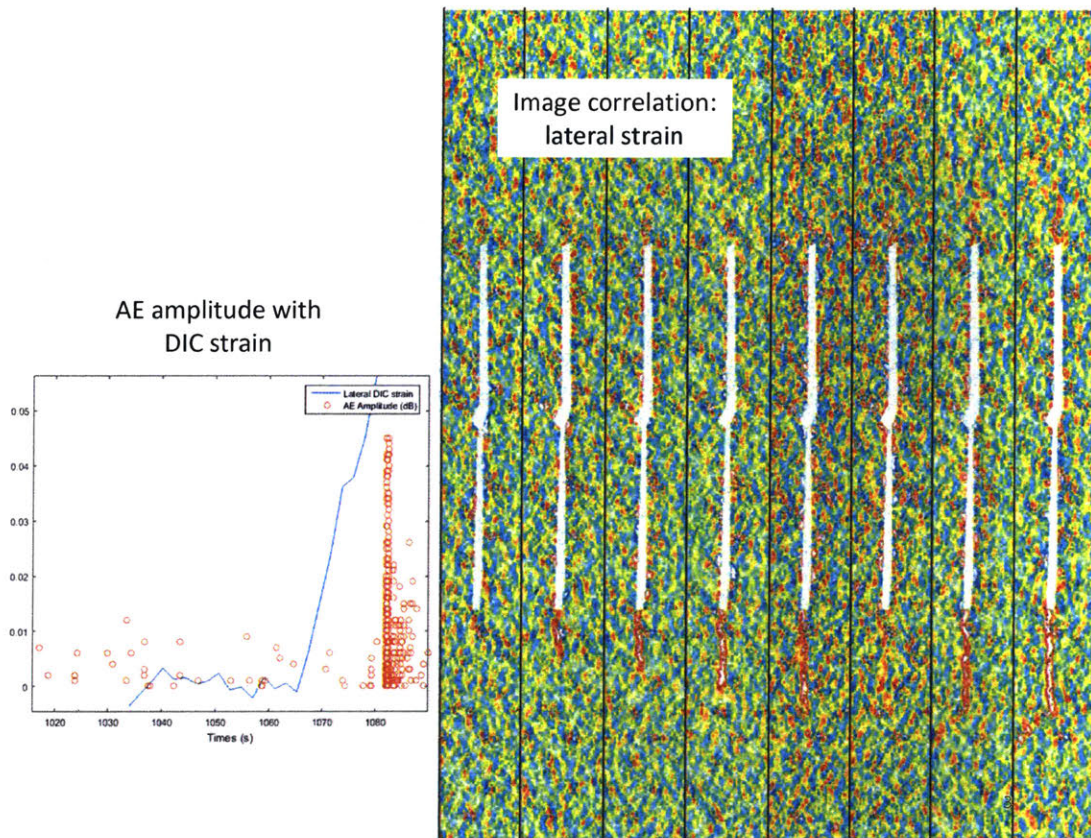 Image correlation:
lateral strain
AE amplitude with
DIC strain
Lateral DIC strain
AE Amplitude (dB)
0.05
0.04
0.03
0.02
0.01
0
1020 1030 1040 1050 1060 1070 1080
Times (s)